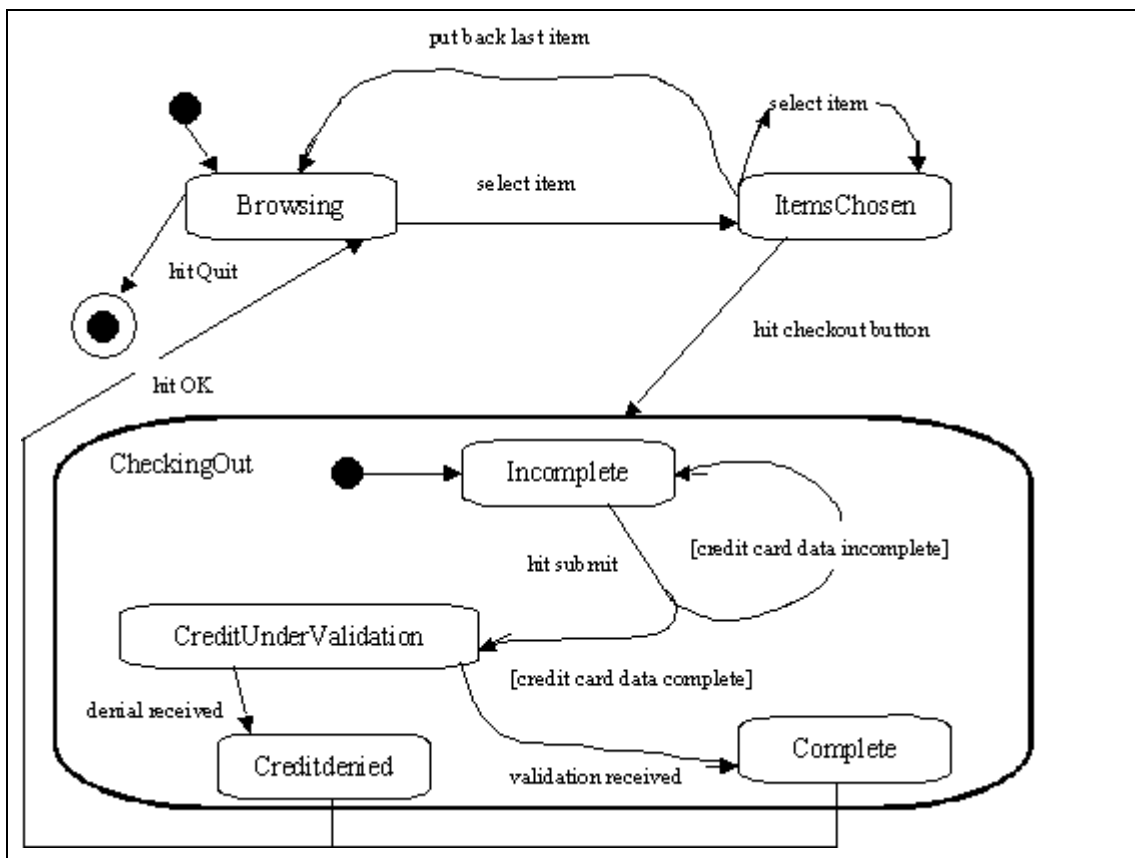 put back last item
select item
Browsing
select item
ItemsChosen
hit Quit
hit checkout button
hit OK
CheckingOut
Incomplete
[credit card data incomplete]
hit submit
CreditUnderValidation
[credit card data complete]
denial received
Creditdenied
validation received
Complete